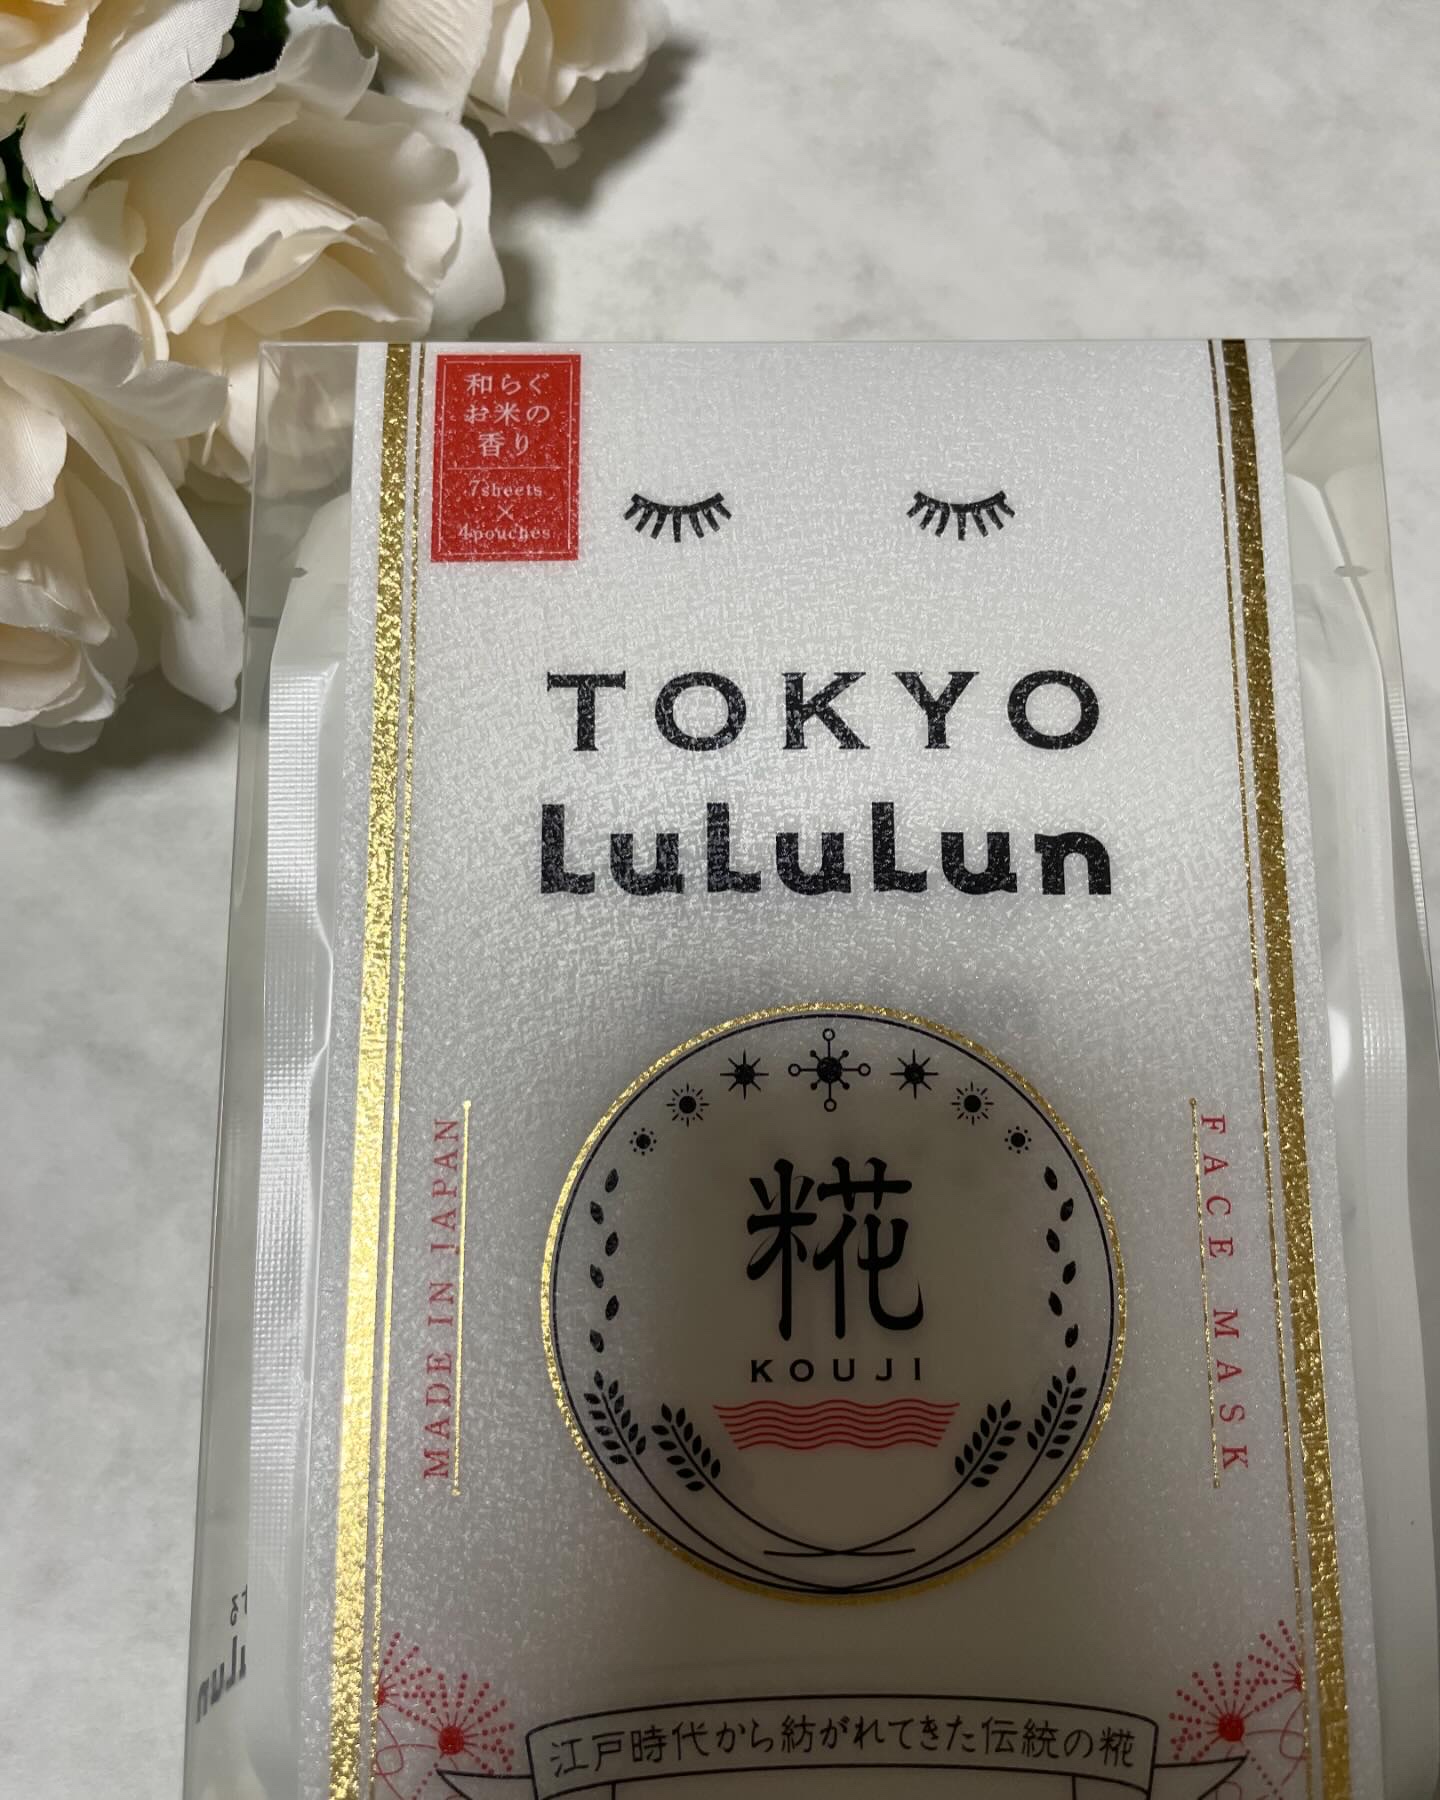 和らぐ
お米の
香り
7sheets
×
4pouches
TOKYO
LuLuLun
MADE IN JAPAN
FACE MASK
糀
KOUJI
江戸時代から紡がれてきた伝統の糀